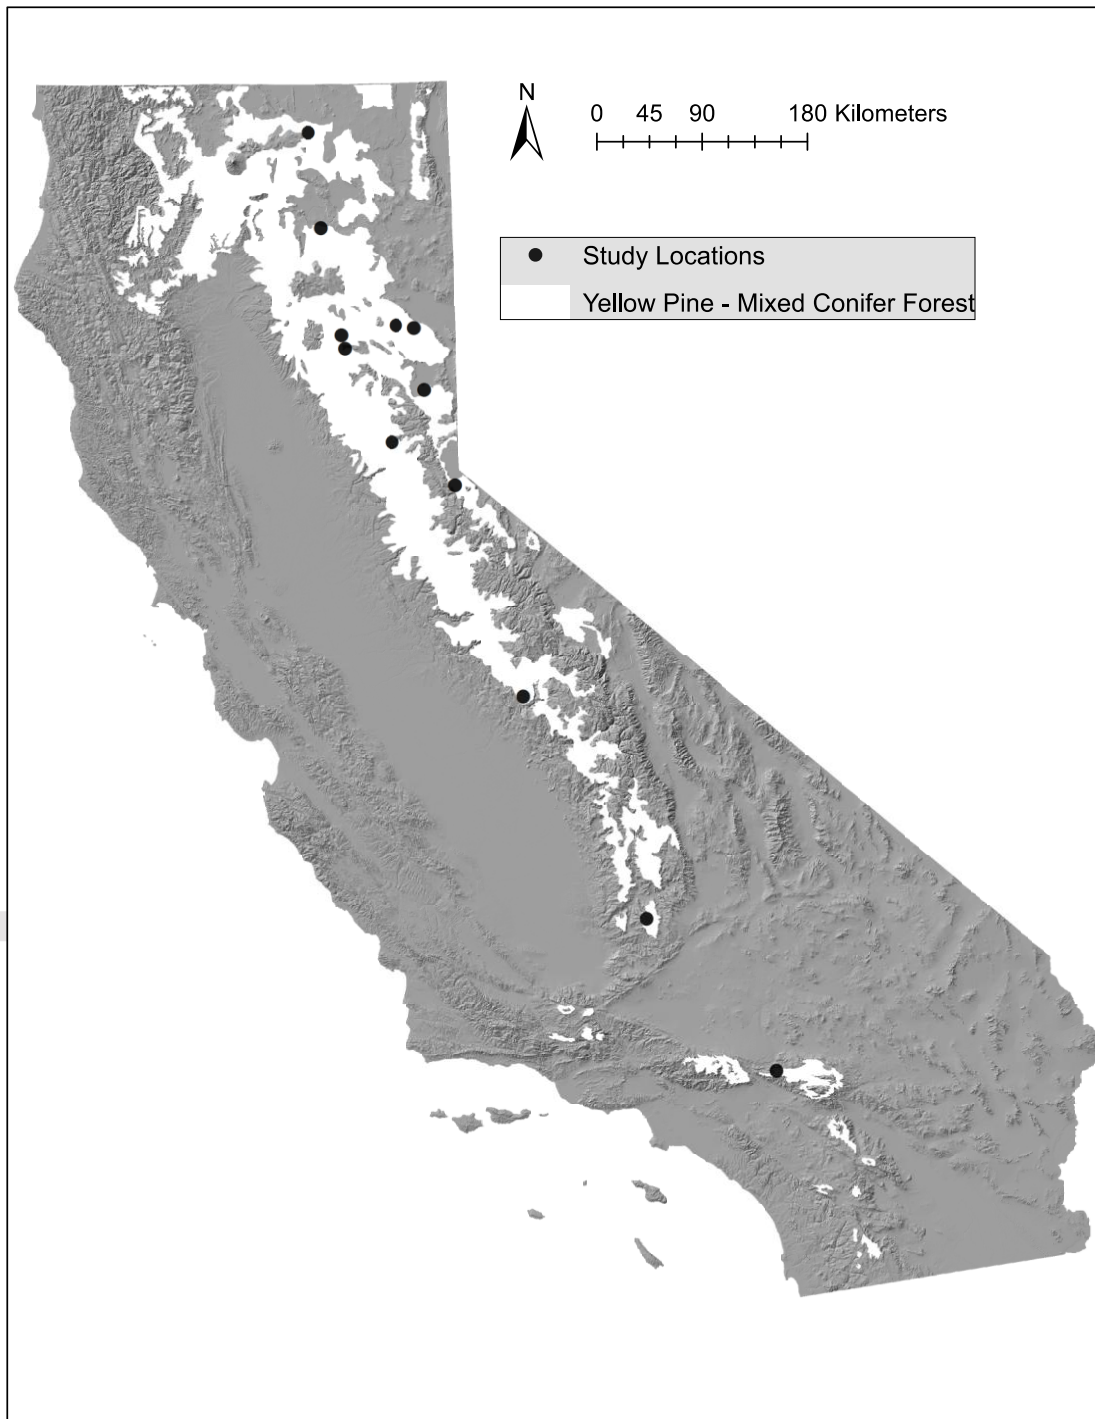 N
0 45 90 180 Kilometers
Study Locations
Yellow Pine - Mixed Conifer Forest